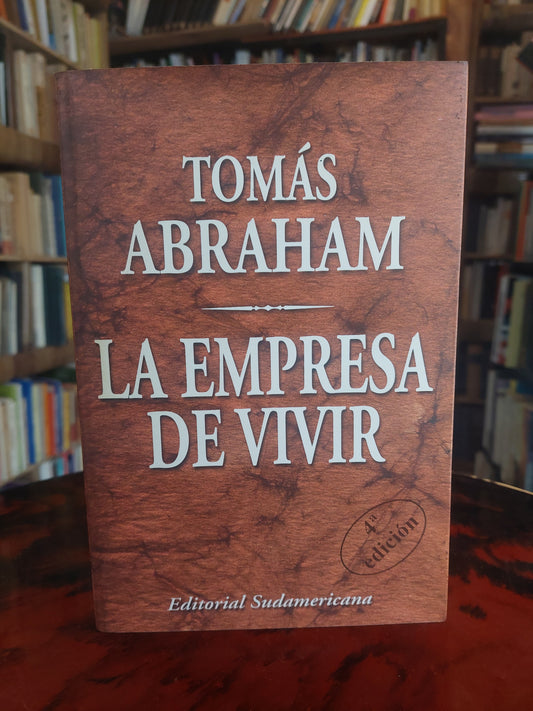 TOMÁS
ABRAHAM
LA EMPRESA
DE VIVIR
4ª
edición
Editorial Sudamericana